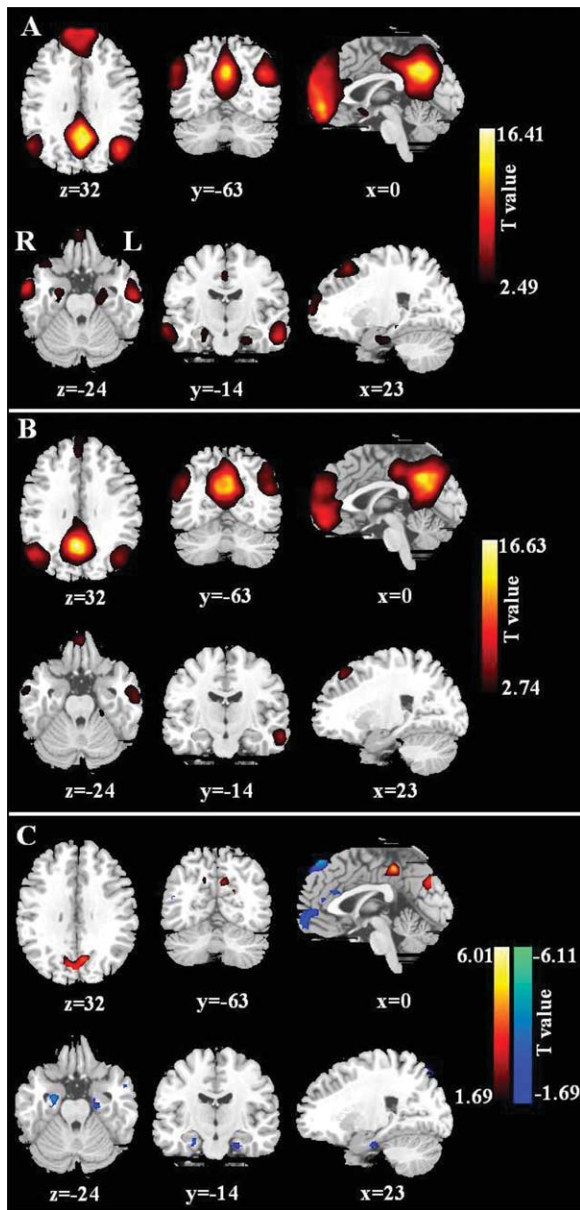 A
z=32 y=-63 x=0
16.41
T value
2.49
R L
z=-24 y=-14 x=23
B
z=32 y=-63 x=0
16.63
T value
2.74
z=-24 y=-14 x=23
C
z=32 y=-63 x=0
6.01 -6.11
T value
1.69 -1.69
z=-24 y=-14 x=23